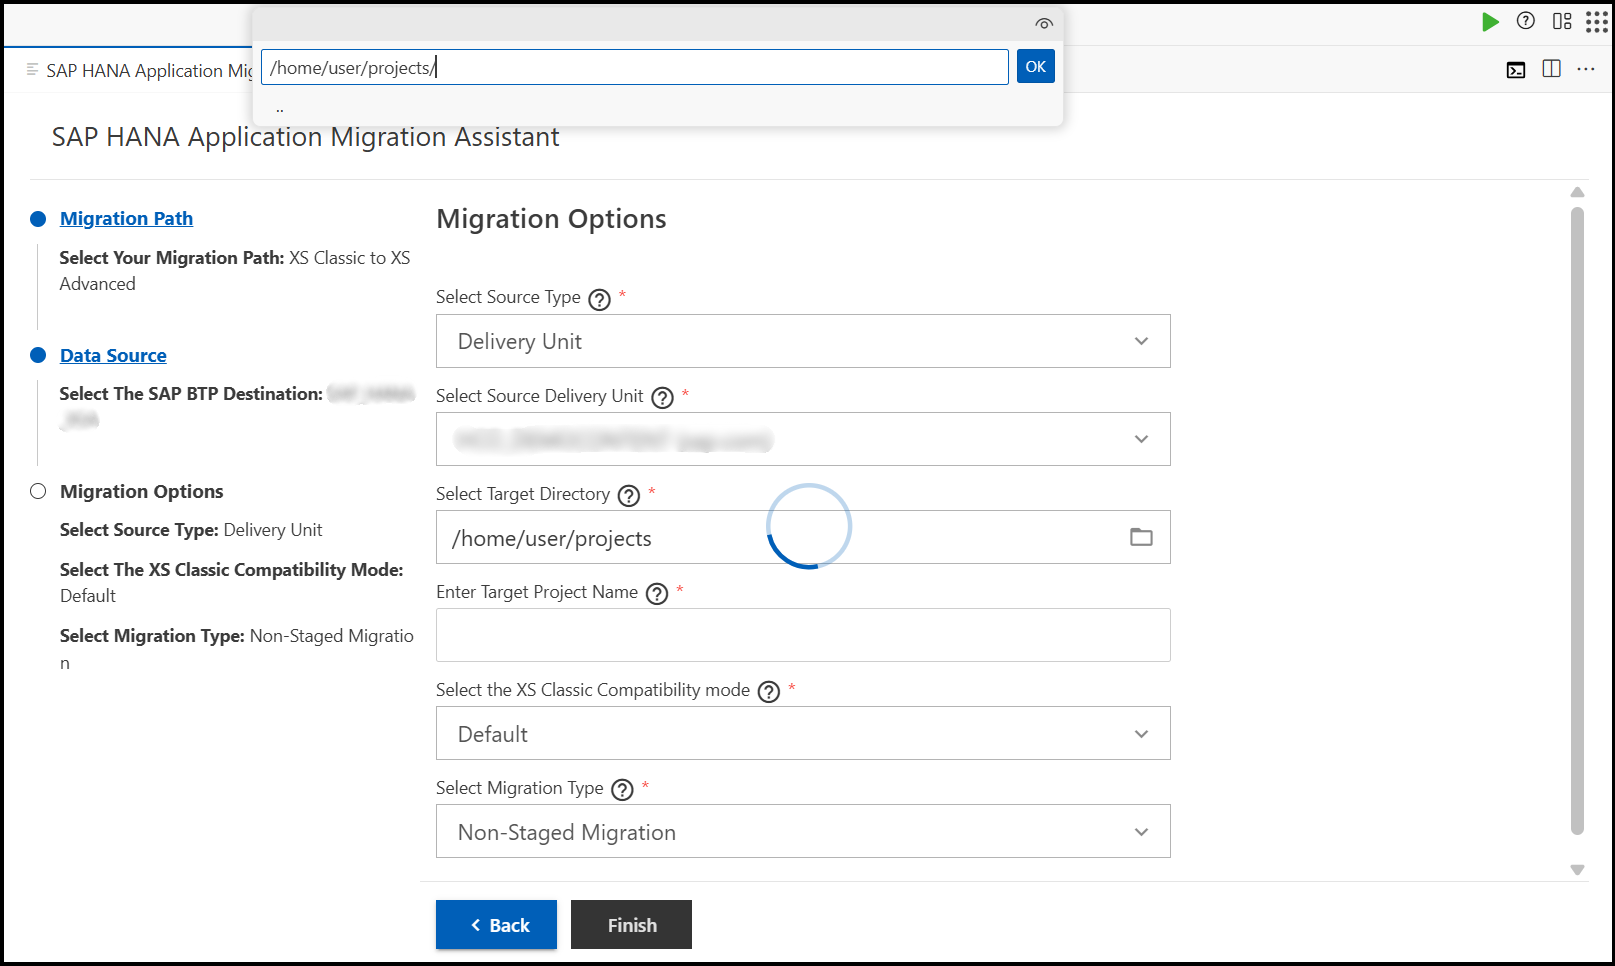 /home/user/projects/
OK
..
SAP HANA Application Mig
SAP HANA Application Migration Assistant
Migration Path
Select Your Migration Path: XS Classic to XS
Advanced
Data Source
Select The SAP BTP Destination:
Migration Options
Select Source Type: Delivery Unit
Select The XS Classic Compatibility Mode:
Default
Select Migration Type: Non-Staged Migratio
n
Migration Options
Select Source Type ? *
Delivery Unit
Select Source Delivery Unit ? *
Select Target Directory ? *
/home/user/projects
Enter Target Project Name ? *
Select the XS Classic Compatibility mode ? *
Default
Select Migration Type ? *
Non-Staged Migration
Back
Finish